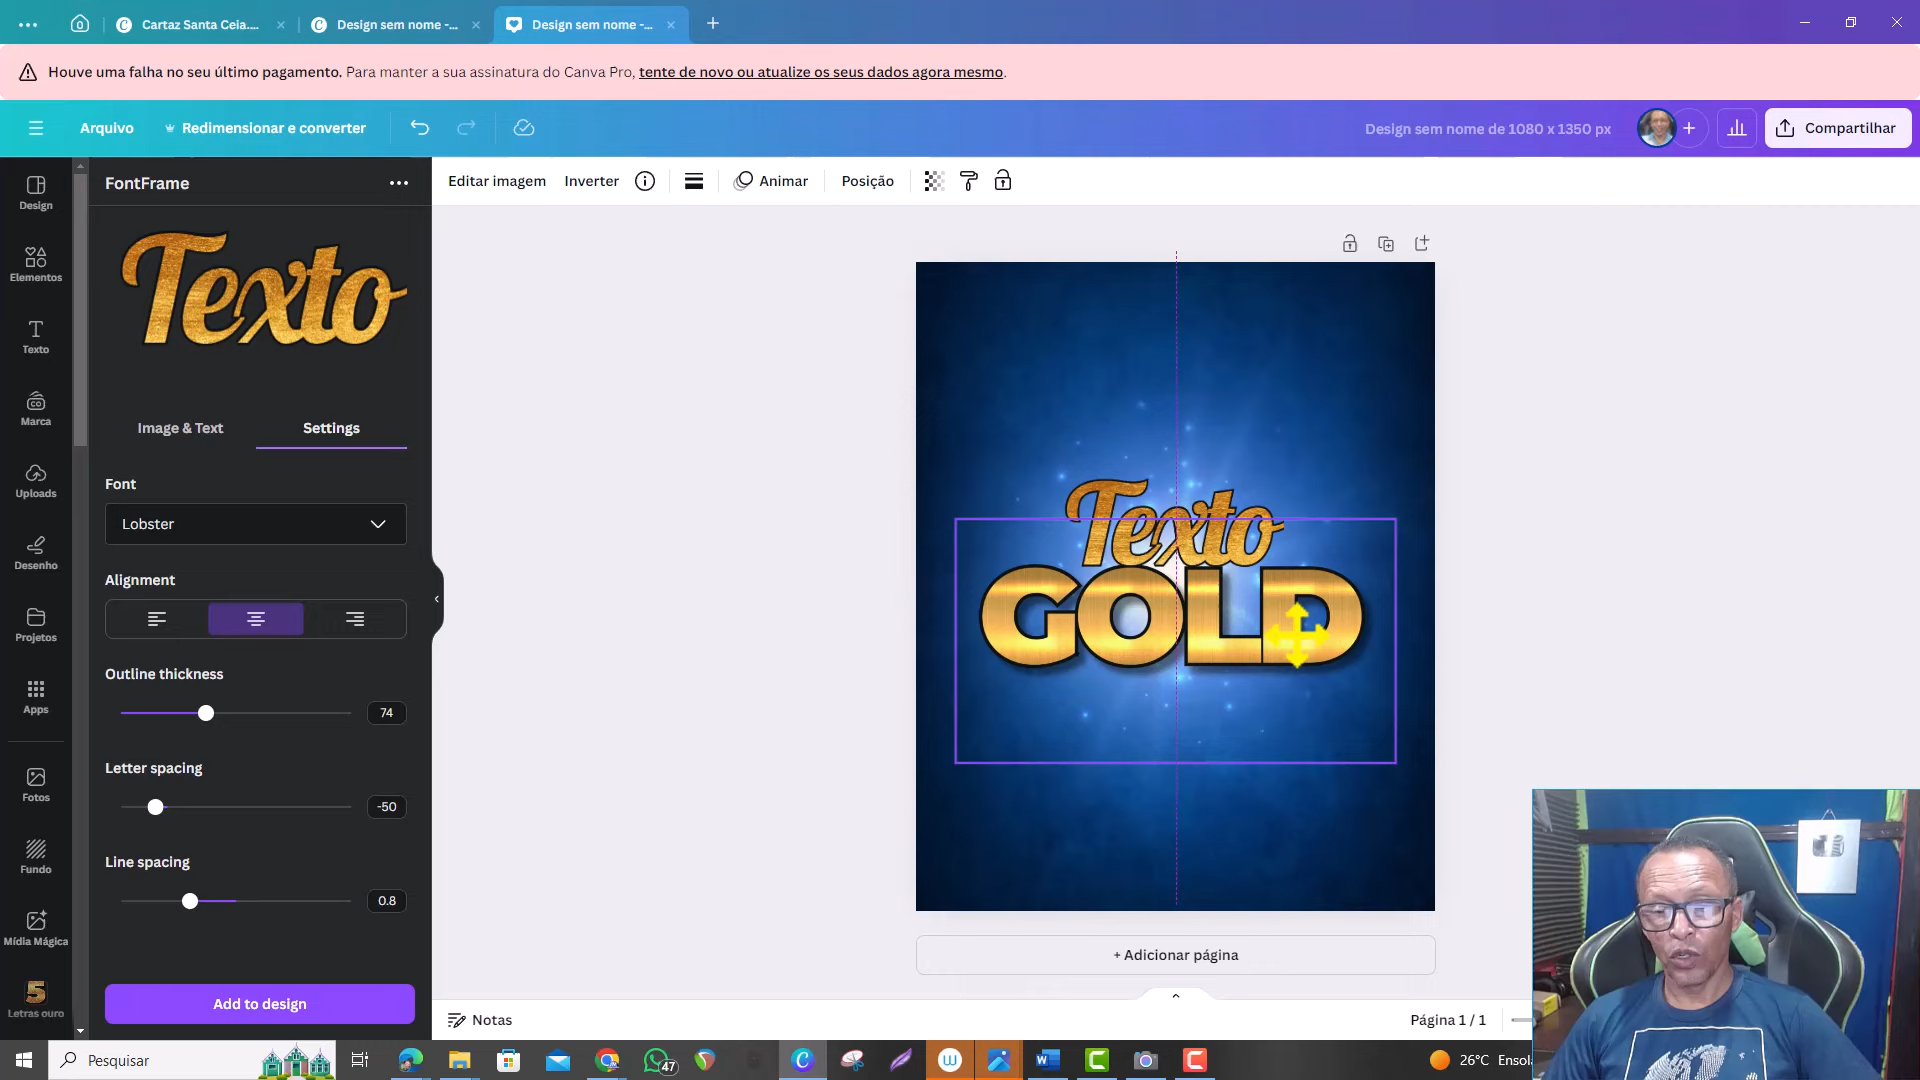 Cartaz Santa Ceia....
Design sem nome -...
Design sem nome -...
Houve uma falha no seu último pagamento. Para manter a sua assinatura do Canva Pro, tente de novo ou atualize os seus dados agora mesmo.
Arquivo
Redimensionar e converter
Design sem nome de 1080 x 1350 px
Compartilhar
Design
Elementos
Texto
Marca
Uploads
Desenho
Projetos
Apps
Fotos
Fundo
Mídia Mágica
Letras ouro
FontFrame
Texto
Image & Text
Settings
Font
Lobster
Alignment
Outline thickness
74
Letter spacing
-50
Line spacing
0.8
Add to design
Editar imagem
Inverter
Animar
Posição
Texto
GOLD
+ Adicionar página
Notas
Página 1 / 1
Pesquisar
47
26°C Ensola